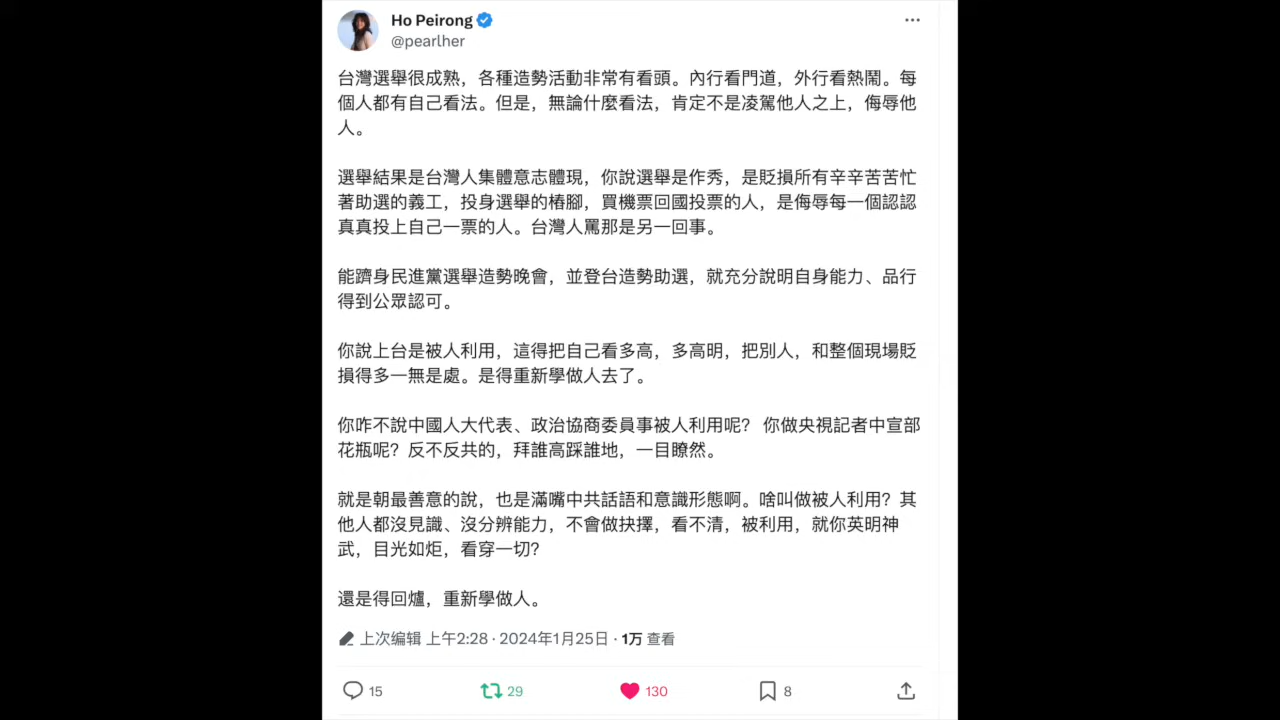 Ho Peirong
@pearlher
台灣選舉很成熟，各種造勢活動非常有看頭。內行看門道，外行看熱鬧。每
個人都有自己看法。但是，無論什麼看法，肯定不是凌駕他人之上，侮辱他
人。
選舉結果是台灣人集體意志體現，你說選舉是作秀，是貶損所有辛辛苦苦忙
著助選的義工，投身選舉的樁腳，買機票回國投票的人，是侮辱每一個認認
真真投上自己一票的人。台灣人罵那是另一回事。
能躋身民進黨選舉造勢晚會，並登台造勢助選，就充分說明自身能力、品行
得到公眾認可。
你說上台是被人利用，這得把自己看多高，多高明，把別人，和整個現場貶
損得多一無是處。是得重新學做人去了。
你咋不說中國人大代表、政治協商委員事被人利用呢？ 你做央視記者中宣部
花瓶呢？反不反共的，拜誰高踩誰地，一目瞭然。
就是朝最善意的說，也是滿嘴中共話語和意識形態啊。啥叫做被人利用？其
他人都沒見識、沒分辨能力，不會做抉擇，看不清，被利用，就你英明神
武，目光如炬，看穿一切？
還是得回爐，重新學做人。
上次编辑 上午2:28 · 2024年1月25日 · 1万 查看
15 29 130 8